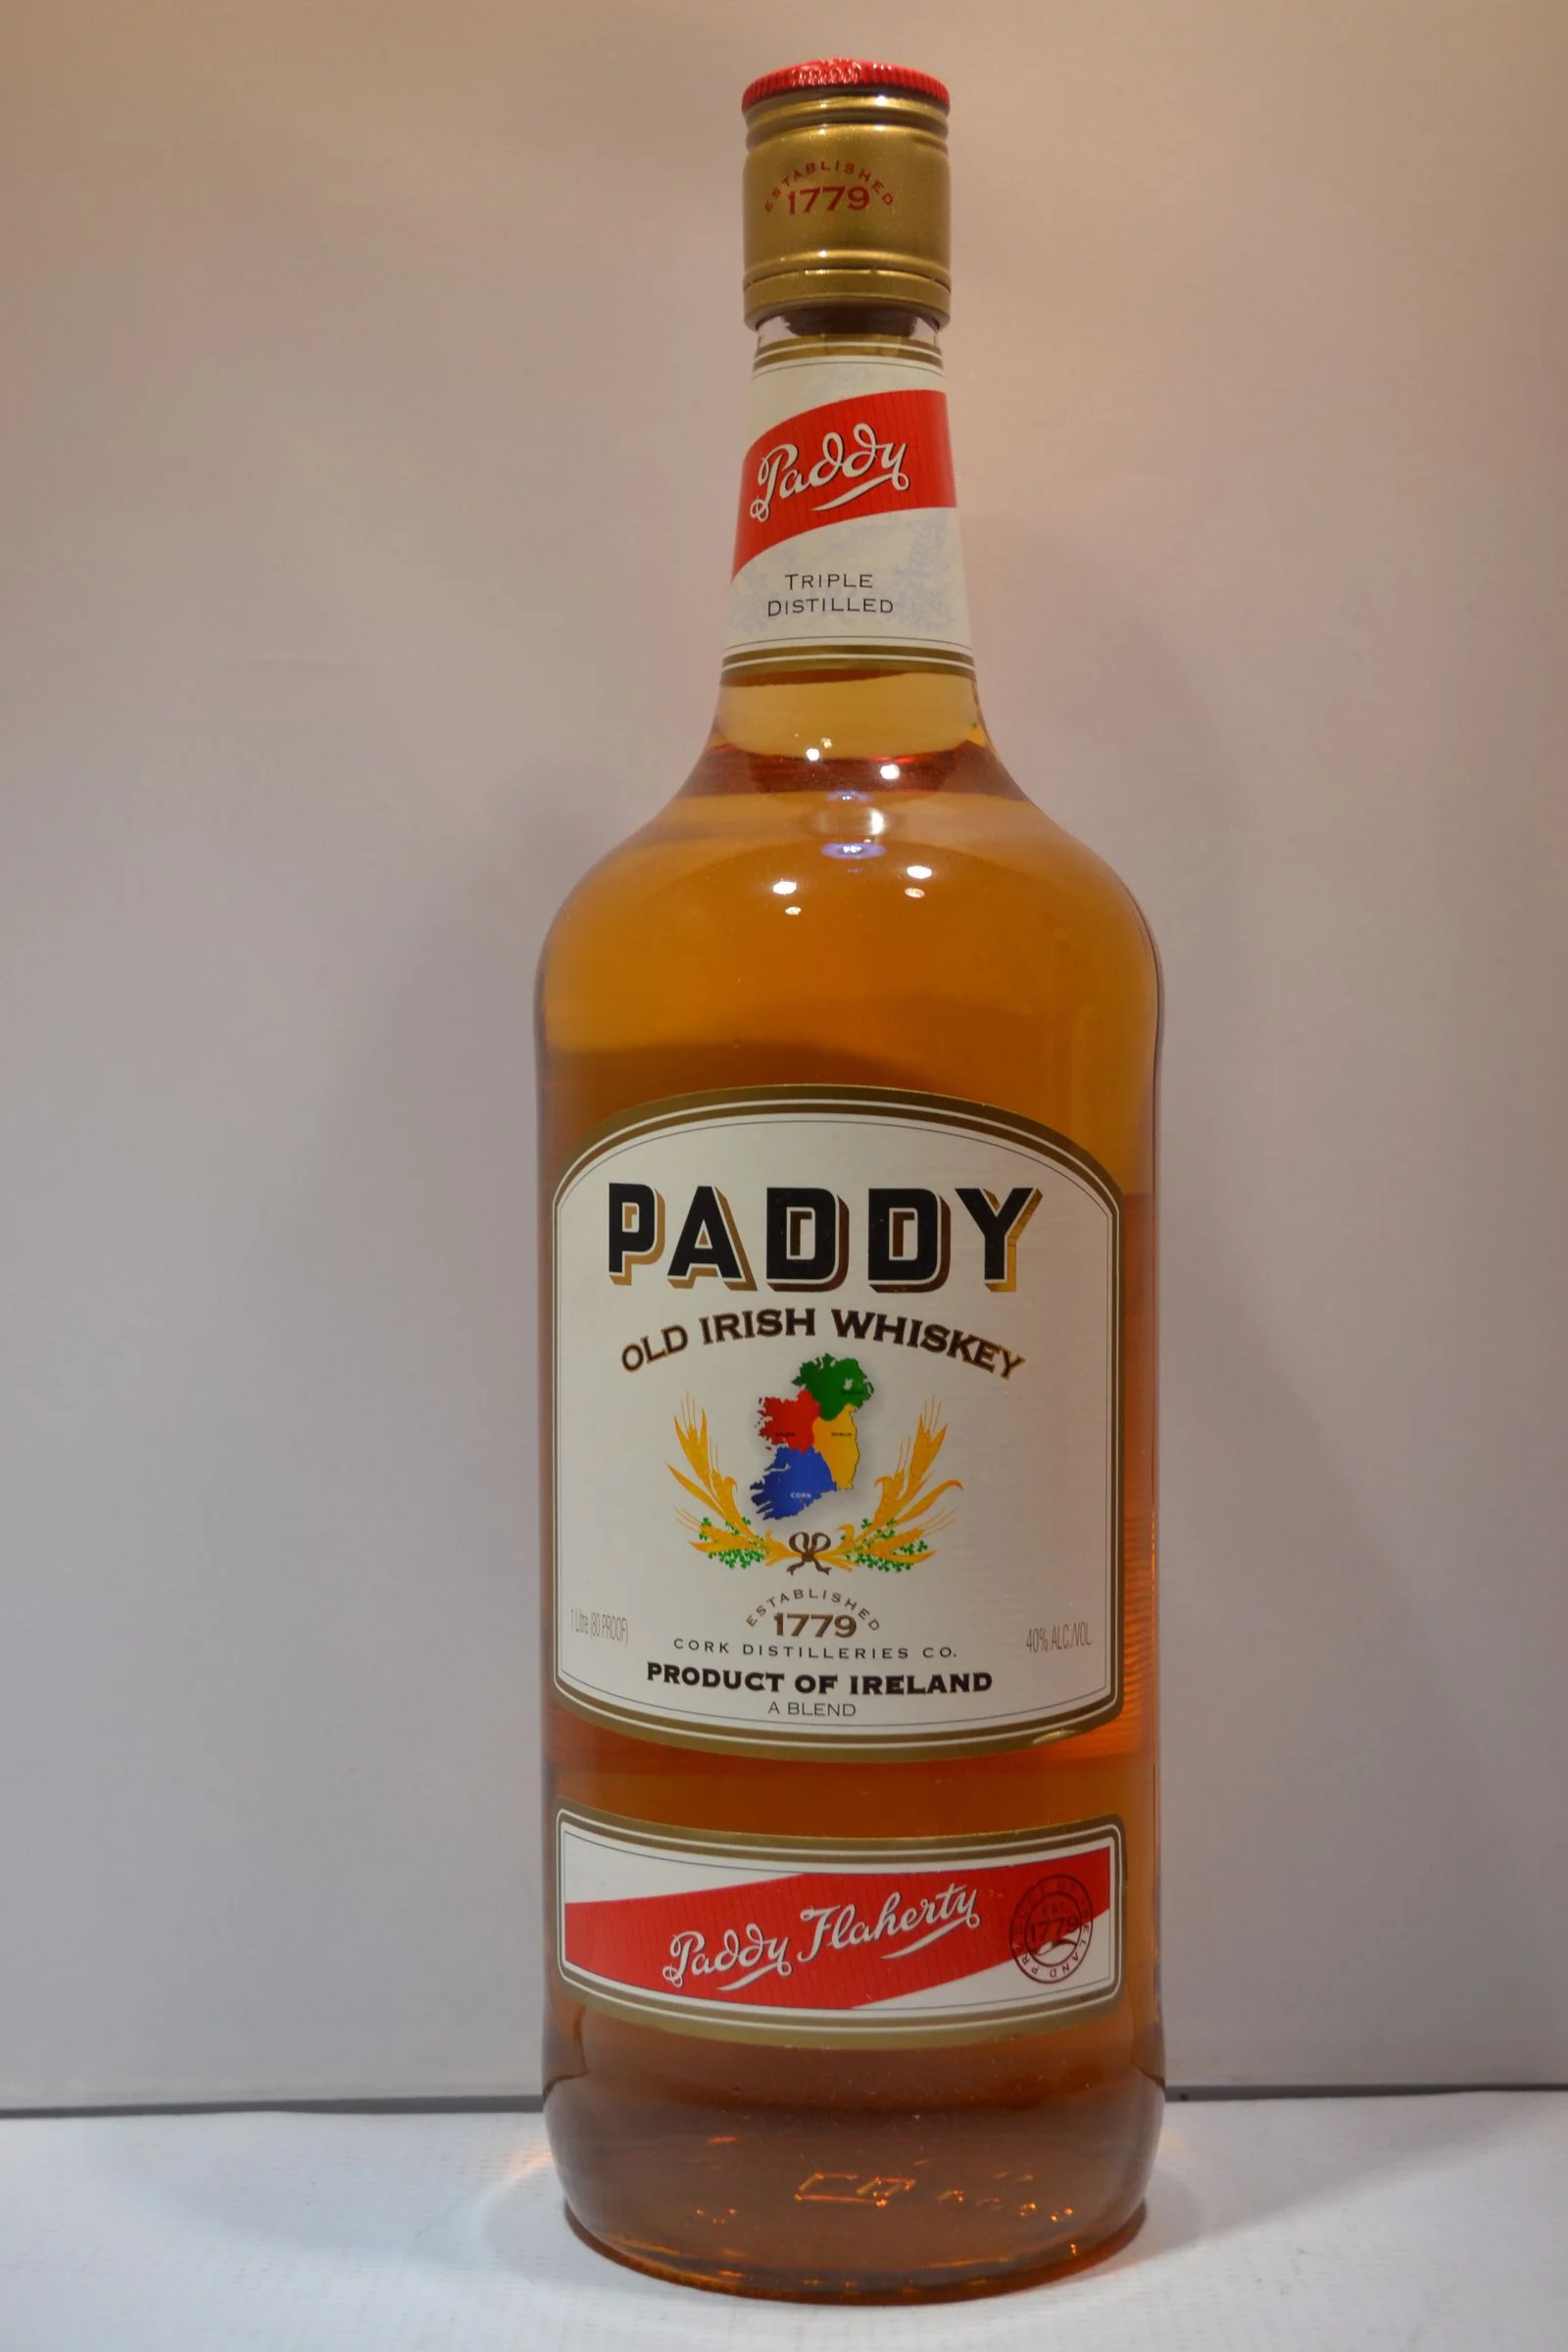 ESTABLISHED
1779
Paddy
TRIPLE
DISTILLED
PADDY
OLD IRISH WHISKEY
DUBLIN
CORK
ESTABLISHED
1779
1 Litre (80 PROOF)
40% ALC./VOL.
CORK DISTILLERIES CO.
PRODUCT OF IRELAND
A BLEND
Paddy Flaherty
EST
1779